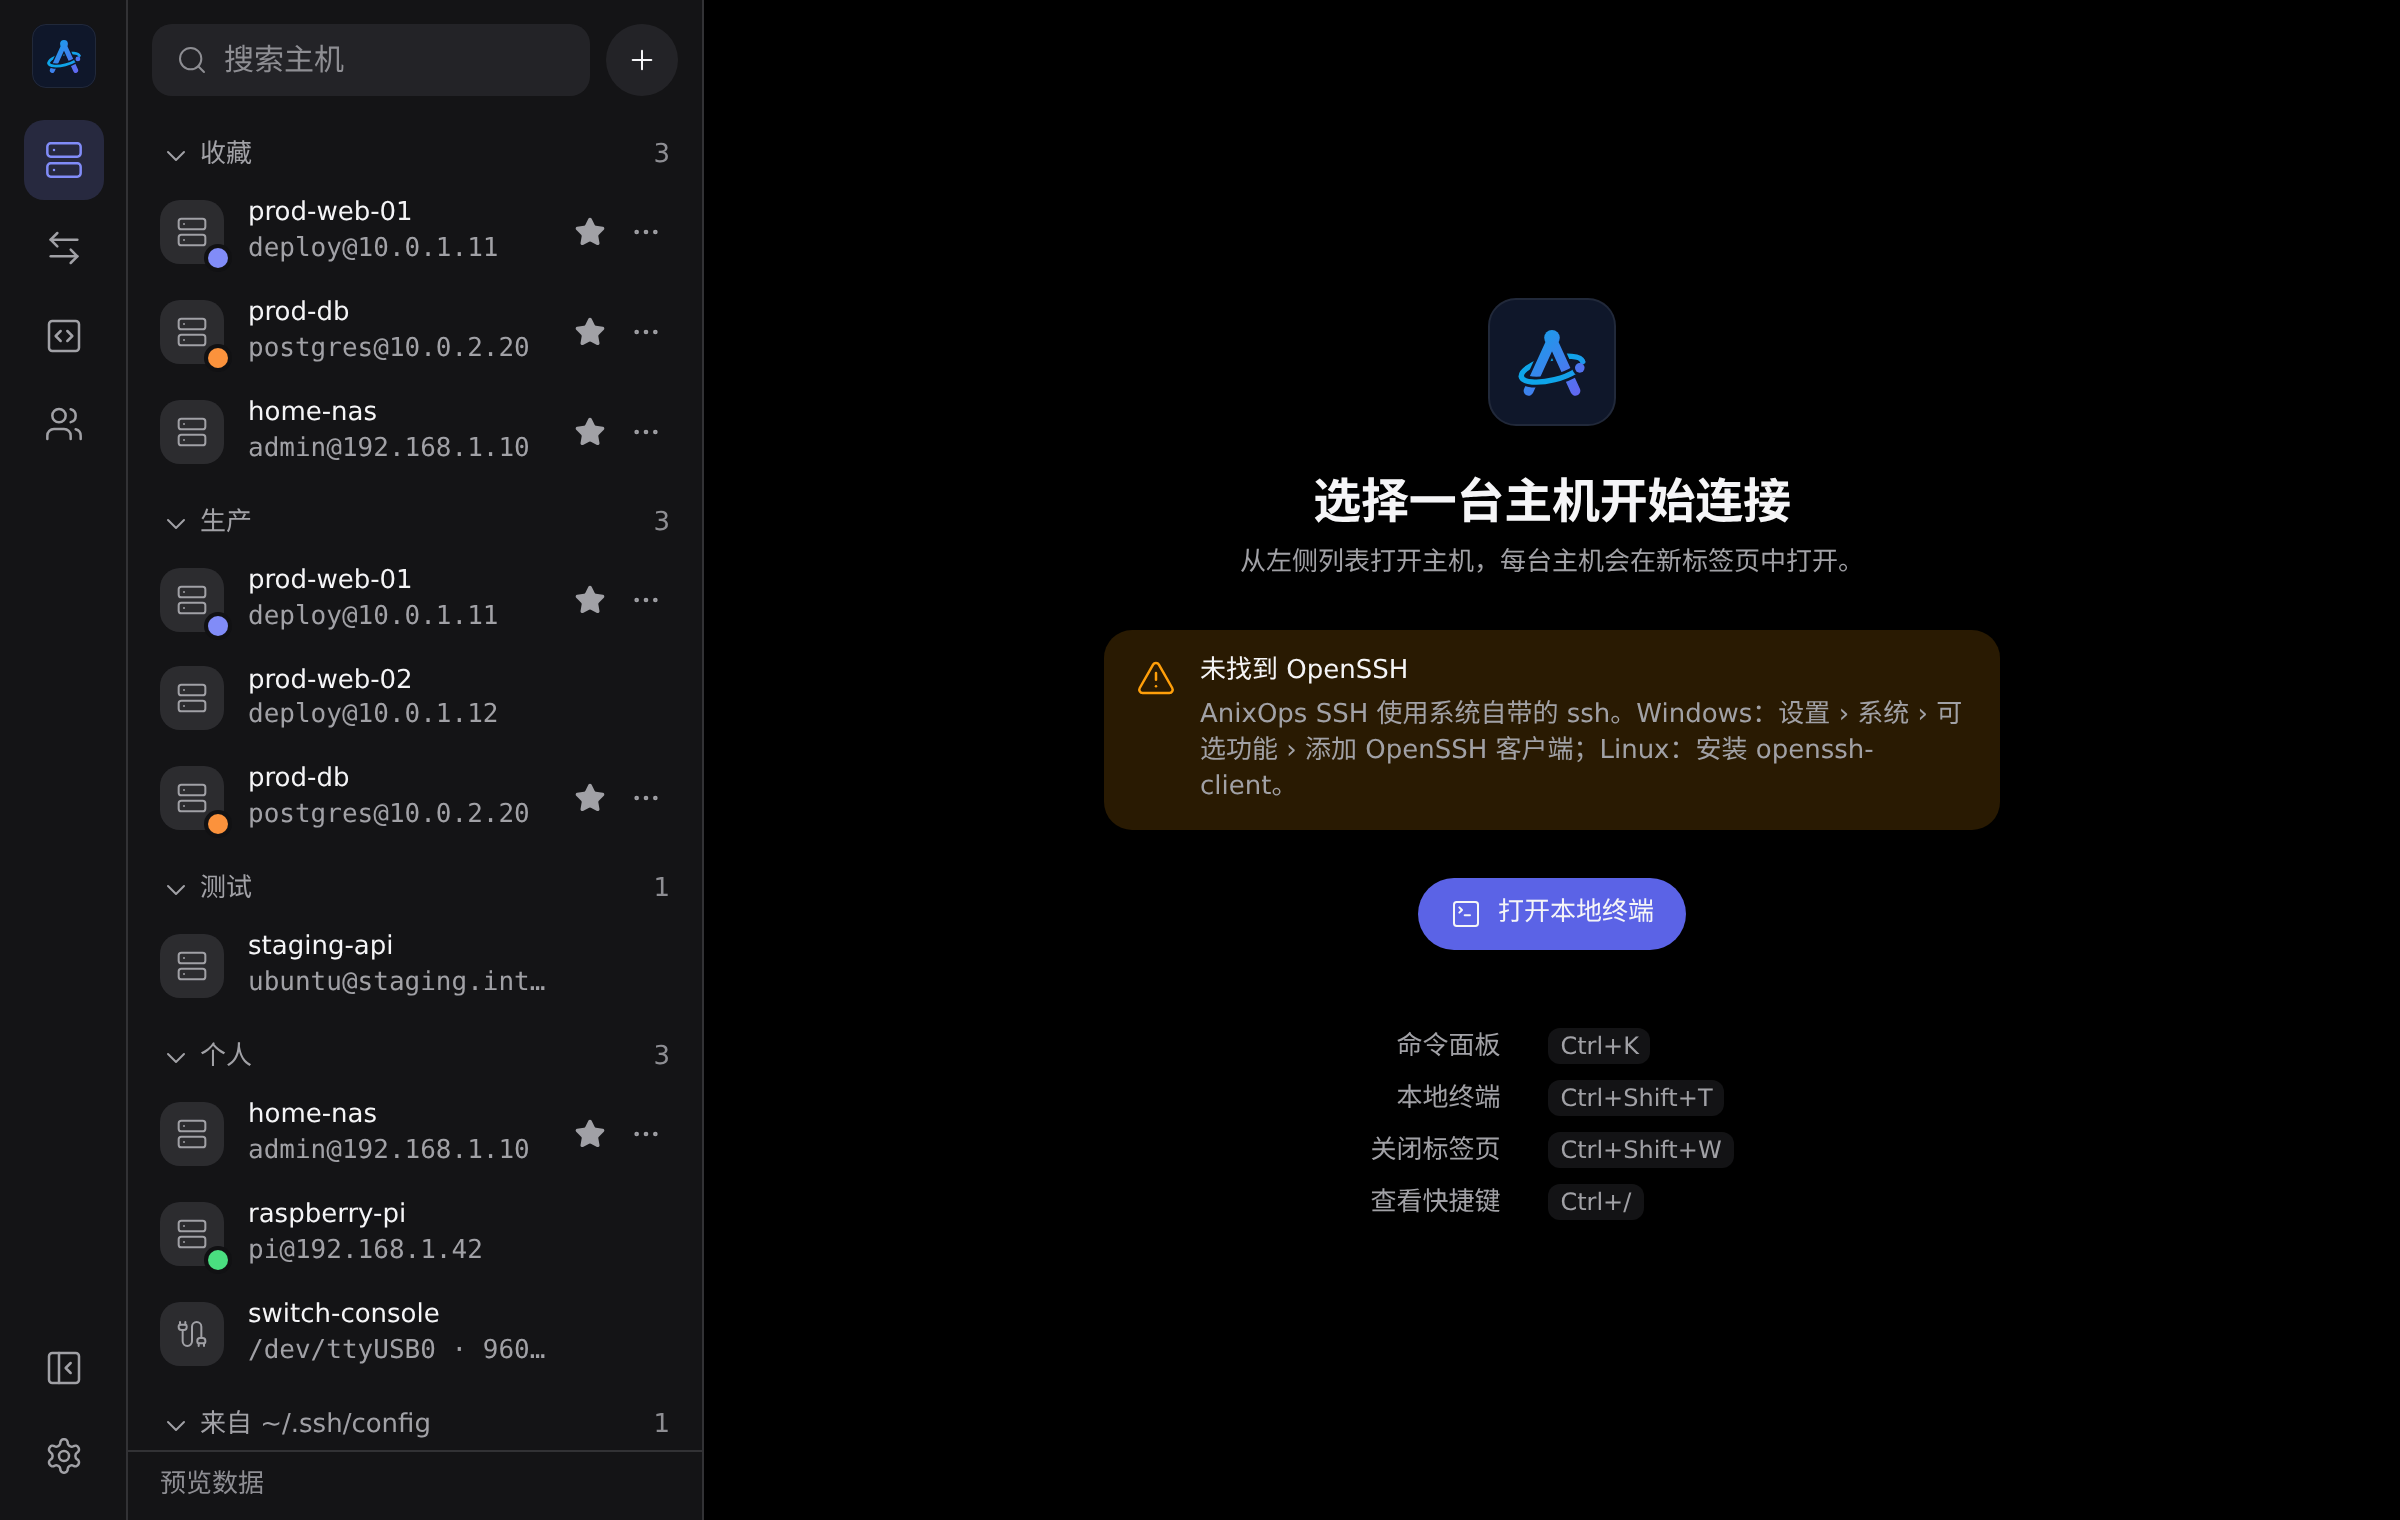 搜索主机
收藏 3
prod-web-01
deploy@10.0.1.11
prod-db
postgres@10.0.2.20
home-nas
admin@192.168.1.10
生产 3
prod-web-01
deploy@10.0.1.11
prod-web-02
deploy@10.0.1.12
prod-db
postgres@10.0.2.20
测试 1
staging-api
ubuntu@staging.int…
个人 3
home-nas
admin@192.168.1.10
raspberry-pi
pi@192.168.1.42
switch-console
/dev/ttyUSB0 · 960…
来自 ~/.ssh/config 1
预览数据
选择一台主机开始连接
从左侧列表打开主机，每台主机会在新标签页中打开。
未找到 OpenSSH
AnixOps SSH 使用系统自带的 ssh。Windows：设置 › 系统 › 可
选功能 › 添加 OpenSSH 客户端；Linux：安装 openssh-
client。
打开本地终端
命令面板 Ctrl+K
本地终端 Ctrl+Shift+T
关闭标签页 Ctrl+Shift+W
查看快捷键 Ctrl+/